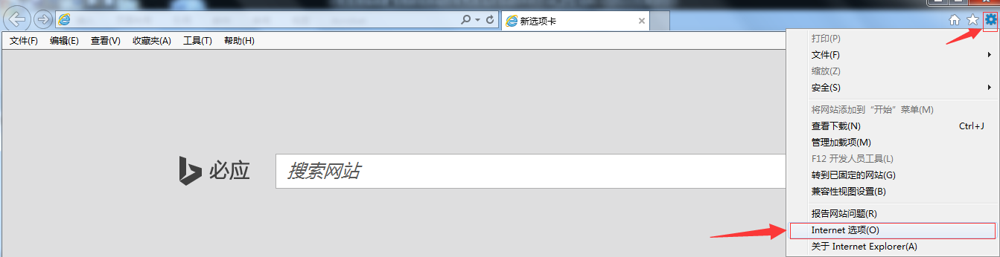 新选项卡
文件(F) 编辑(E) 查看(V) 收藏夹(A) 工具(T) 帮助(H)
必应
搜索网站
打印(P)
文件(F)
缩放(Z)
安全(S)
将网站添加到“开始”菜单(M)
查看下载(N) Ctrl+J
管理加载项(M)
F12 开发人员工具(L)
转到已固定的网站(G)
兼容性视图设置(B)
报告网站问题(R)
Internet 选项(O)
关于 Internet Explorer(A)